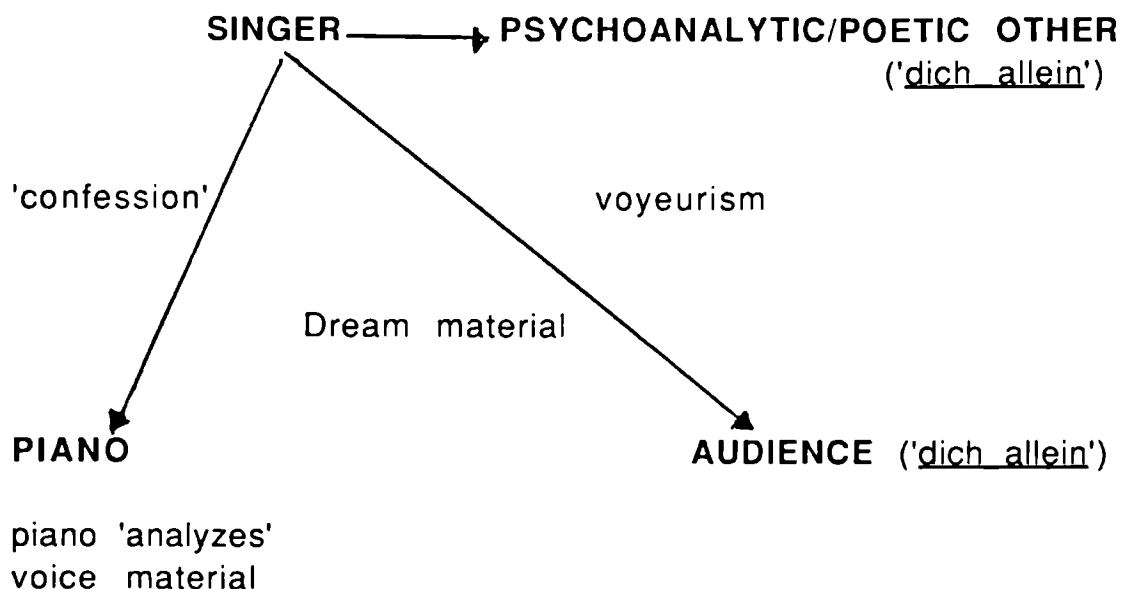 SINGER PSYCHOANALYTIC/POETIC OTHER
('dich allein')
'confession' voyeurism
Dream material
PIANO AUDIENCE ('dich allein')
piano 'analyzes'
voice material